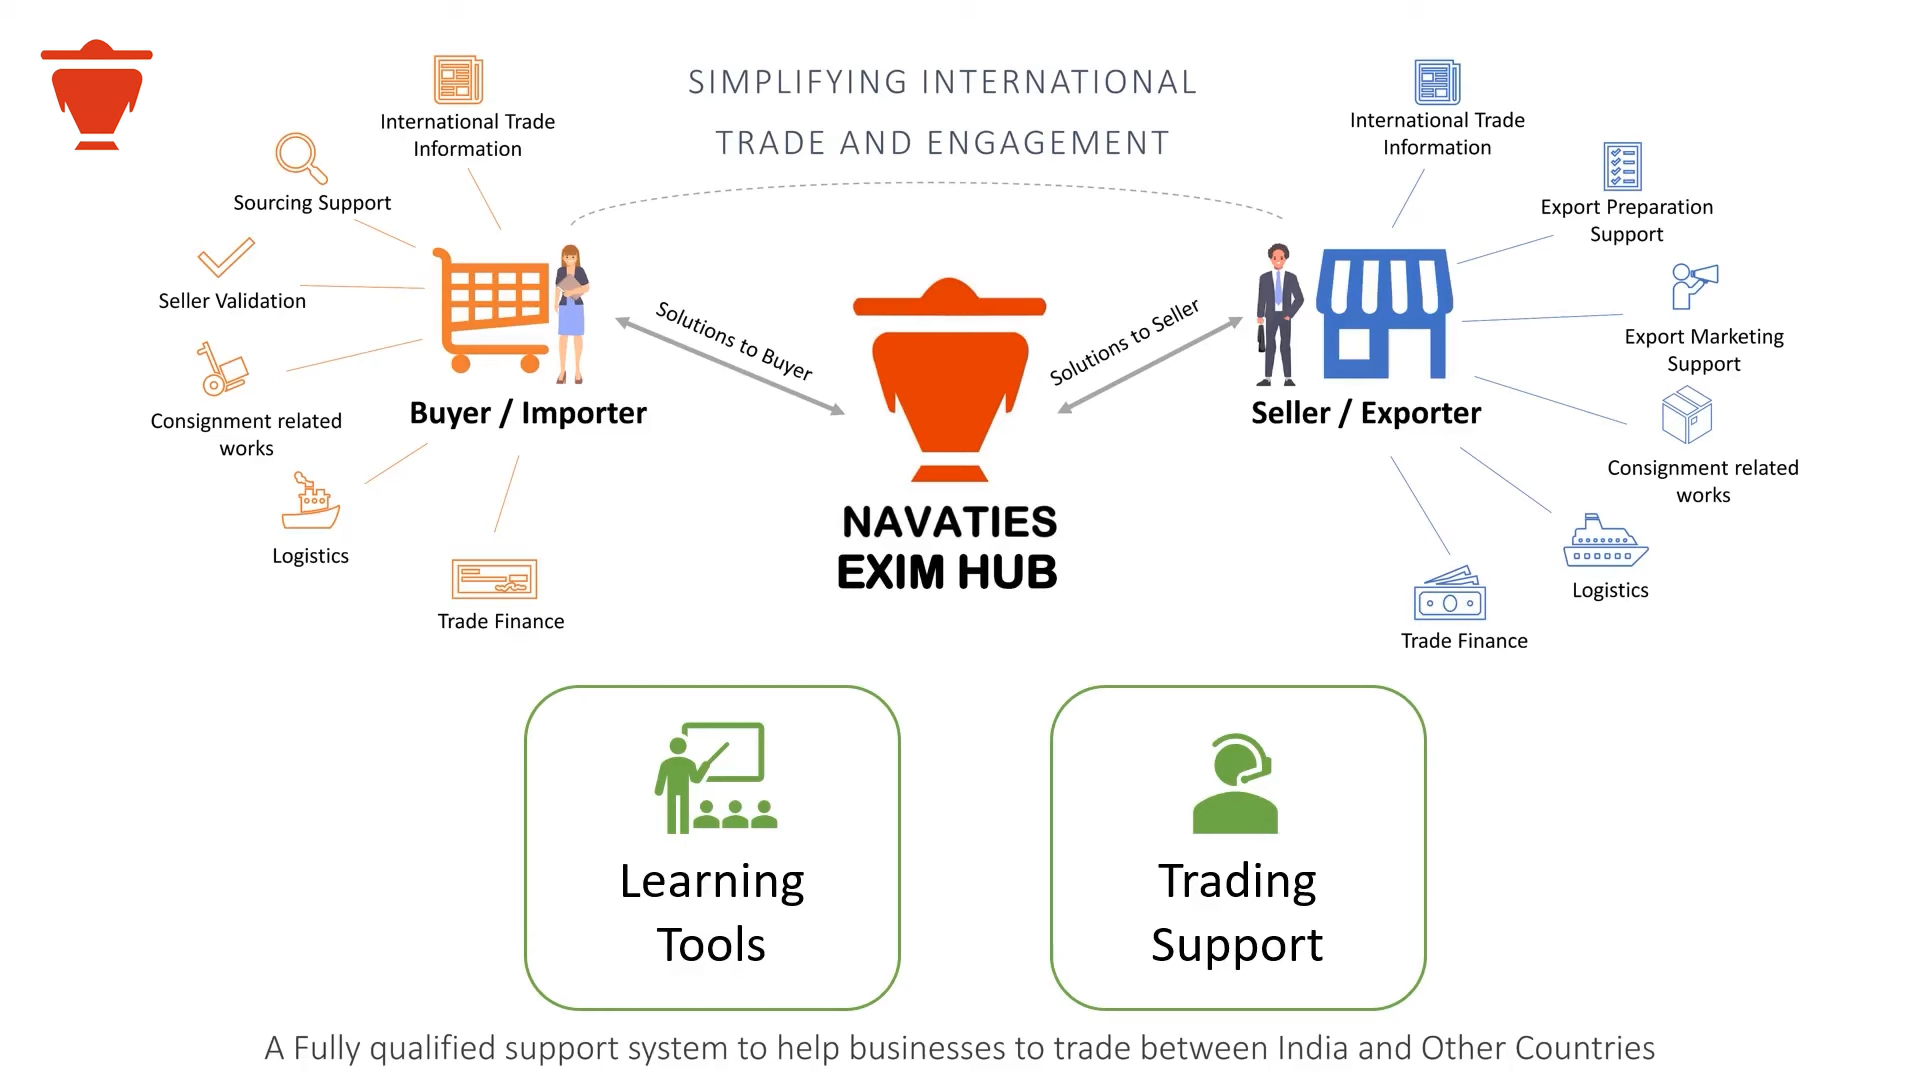 SIMPLIFYING INTERNATIONAL
TRADE AND ENGAGEMENT
International Trade
Information
Sourcing Support
Seller Validation
Consignment related
works
Logistics
Trade Finance
Buyer / Importer
Solutions to Buyer
NAVATIES
EXIM HUB
Solutions to Seller
Seller / Exporter
International Trade
Information
Export Preparation
Support
Export Marketing
Support
Consignment related
works
Logistics
Trade Finance
Learning
Tools
Trading
Support
A Fully qualified support system to help businesses to trade between India and Other Countries